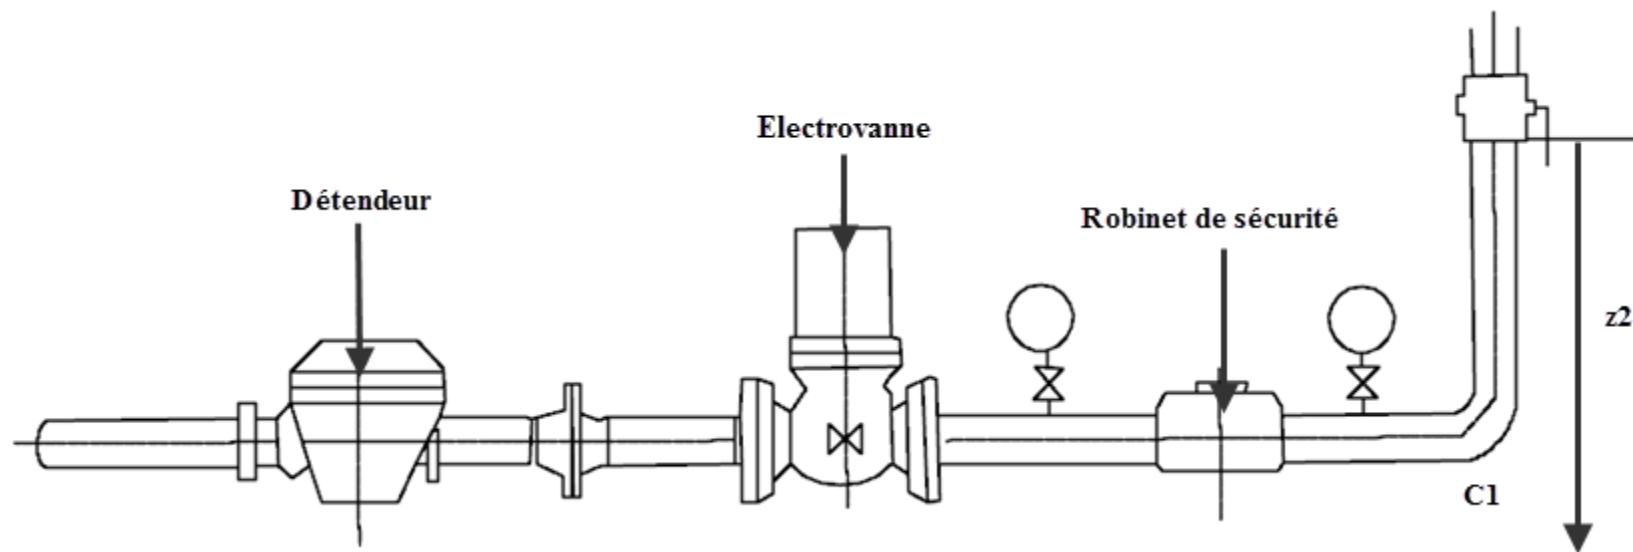 Electrovanne
Détendeur
Robinet de sécurité
z2
C1